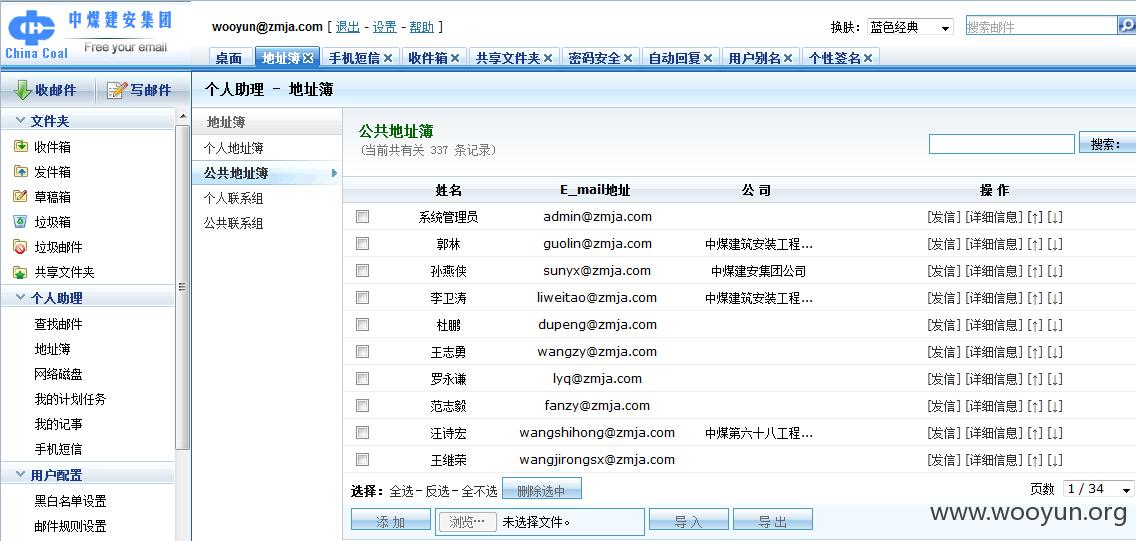 中煤建安集团
China Coal
Free your email
wooyun@zmja.com [ 退出 - 设置 - 帮助 ]
换肤： 蓝色经典
搜索邮件
桌面 地址簿 手机短信 收件箱 共享文件夹 密码安全 自动回复 用户别名 个性签名
收邮件 写邮件
文件夹
收件箱
发件箱
草稿箱
垃圾箱
垃圾邮件
共享文件夹
个人助理
查找邮件
地址簿
网络磁盘
我的计划任务
我的记事
手机短信
用户配置
黑白名单设置
邮件规则设置
个人助理 - 地址簿
地址簿
个人地址簿
公共地址簿
个人联系组
公共联系组
公共地址簿
(当前共有关 337 条记录)
搜索:
姓名 E_mail地址 公司 操作
系统管理员 admin@zmja.com [发信] [详细信息] [↑] [↓]
郭林 guolin@zmja.com 中煤建筑安装工程... [发信] [详细信息] [↑] [↓]
孙燕侠 sunyx@zmja.com 中煤建安集团公司 [发信] [详细信息] [↑] [↓]
李卫涛 liweitao@zmja.com 中煤建筑安装工程... [发信] [详细信息] [↑] [↓]
杜鹏 dupeng@zmja.com [发信] [详细信息] [↑] [↓]
王志勇 wangzy@zmja.com [发信] [详细信息] [↑] [↓]
罗永谦 lyq@zmja.com [发信] [详细信息] [↑] [↓]
范志毅 fanzy@zmja.com [发信] [详细信息] [↑] [↓]
汪诗宏 wangshihong@zmja.com 中煤第六十八工程... [发信] [详细信息] [↑] [↓]
王继荣 wangjirongsx@zmja.com [发信] [详细信息] [↑] [↓]
选择: 全选 - 反选 - 全不选 删除选中
页数 1 / 34
添加 浏览… 未选择文件。 导入 导出
www.wooyun.org